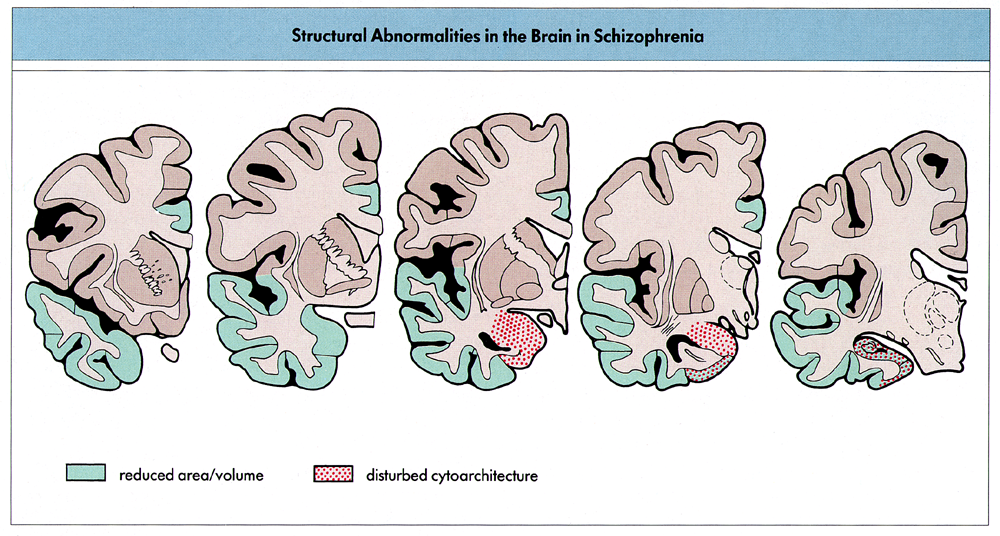 Structural Abnormalities in the Brain in Schizophrenia
reduced area/volume
disturbed cytoarchitecture